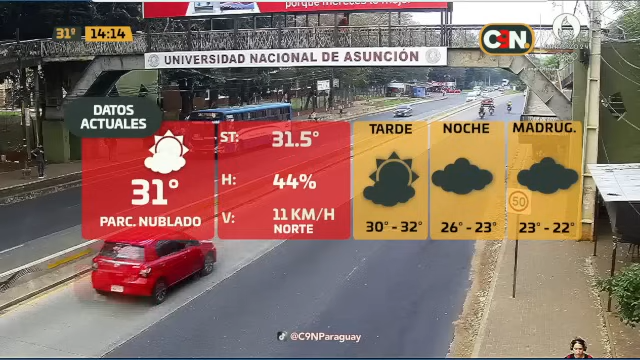 porque merecés lo mejor
31° 14:14
C9N
UNIVERSIDAD NACIONAL DE ASUNCIÓN
DATOS
ACTUALES
31°
PARC. NUBLADO
ST: 31.5°
H: 44%
V: 11 KM/H
NORTE
TARDE
30° - 32°
NOCHE
26° - 23°
MADRUG.
23° - 22°
50
@C9NParaguay